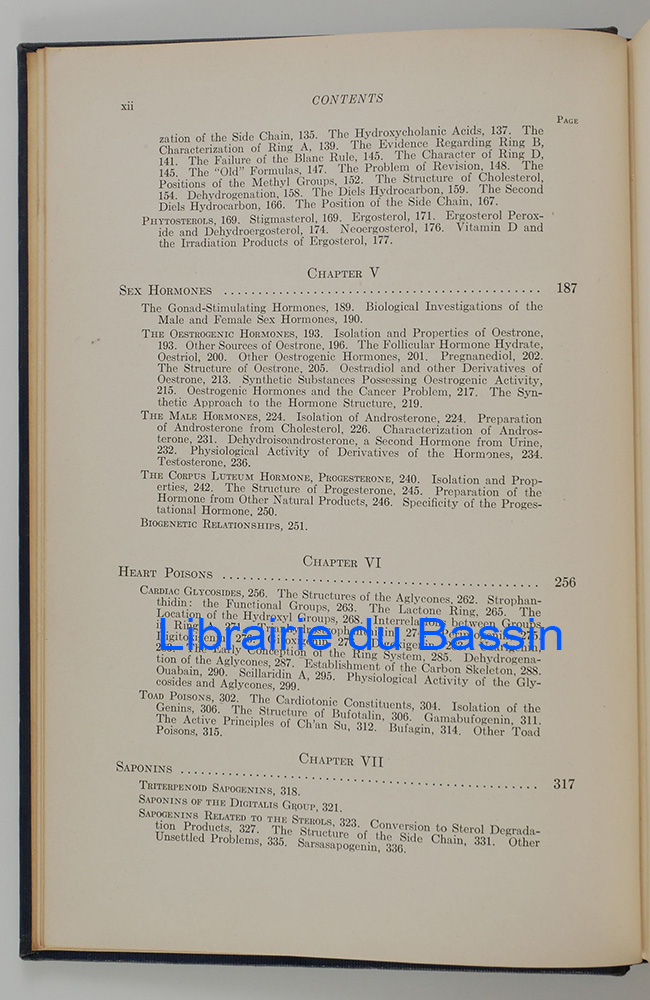 xii
CONTENTS
PAGE
zation of the Side Chain, 135. The Hydroxycholanic Acids, 137. The
Characterization of Ring A, 139. The Evidence Regarding Ring B,
141. The Failure of the Blanc Rule, 145. The Character of Ring D,
145. The "Old" Formulas, 147. The Problem of Revision, 148. The
Positions of the Methyl Groups, 152. The Structure of Cholesterol,
154. Dehydrogenation, 158. The Diels Hydrocarbon, 159. The Second
Diels Hydrocarbon, 166. The Position of the Side Chain, 167.
PHYTOSTEROLS, 169. Stigmasterol, 169. Ergosterol, 171. Ergosterol Perox-
ide and Dehydroergosterol, 174. Neoergosterol, 176. Vitamin D and
the Irradiation Products of Ergosterol, 177.
CHAPTER V
SEX HORMONES ........................................ 187
The Gonad-Stimulating Hormones, 189. Biological Investigations of the
Male and Female Sex Hormones, 190.
THE OESTROGENIC HORMONES, 193. Isolation and Properties of Oestrone,
193. Other Sources of Oestrone, 196. The Follicular Hormone Hydrate,
Oestriol, 200. Other Oestrogenic Hormones, 201. Pregnanediol, 202.
The Structure of Oestrone, 205. Oestradiol and other Derivatives of
Oestrone, 213. Synthetic Substances Possessing Oestrogenic Activity,
215. Oestrogenic Hormones and the Cancer Problem, 217. The Syn-
thetic Approach to the Hormone Structure, 219.
THE MALE HORMONES, 224. Isolation of Androsterone, 224. Preparation
of Androsterone from Cholesterol, 226. Characterization of Andros-
terone, 231. Dehydroisoandrosterone, a Second Hormone from Urine,
232. Physiological Activity of Derivatives of the Hormones, 234.
Testosterone, 236.
THE CORPUS LUTEUM HORMONE, PROGESTERONE, 240. Isolation and Prop-
erties, 242. The Structure of Progesterone, 245. Preparation of the
Hormone from Other Natural Products, 246. Specificity of the Proges-
tational Hormone, 250.
BIOGENETIC RELATIONSHIPS, 251.
CHAPTER VI
HEART POISONS ........................................ 256
CARDIAC GLYCOSIDES, 256. The Structures of the Aglycones, 262. Strophan-
thidin: the Functional Groups, 263. The Lactone Ring, 265. The
Location of the Hydroxyl Groups, 268. Interrelations between Groups
Librairie du Bassin
The Early Conception of the Ring System, 285. Dehydrogena-
tion of the Aglycones, 287. Establishment of the Carbon Skeleton, 288.
Ouabain, 290. Scillaridin A, 295. Physiological Activity of the Gly-
cosides and Aglycones, 299.
TOAD POISONS, 302. The Cardiotonic Constituents, 304. Isolation of the
Genins, 306. The Structure of Bufotalin, 306. Gamabufogenin, 311.
The Active Principles of Ch'an Su, 312. Bufagin, 314. Other Toad
Poisons, 315.
CHAPTER VII
SAPONINS ........................................ 317
TRITERPENOID SAPOGENINS, 318.
SAPONINS OF THE DIGITALIS GROUP, 321.
SAPOGENINS RELATED TO THE STEROLS, 323. Conversion to Sterol Degrada-
tion Products, 327. The Structure of the Side Chain, 331. Other
Unsettled Problems, 335. Sarsasapogenin, 336.